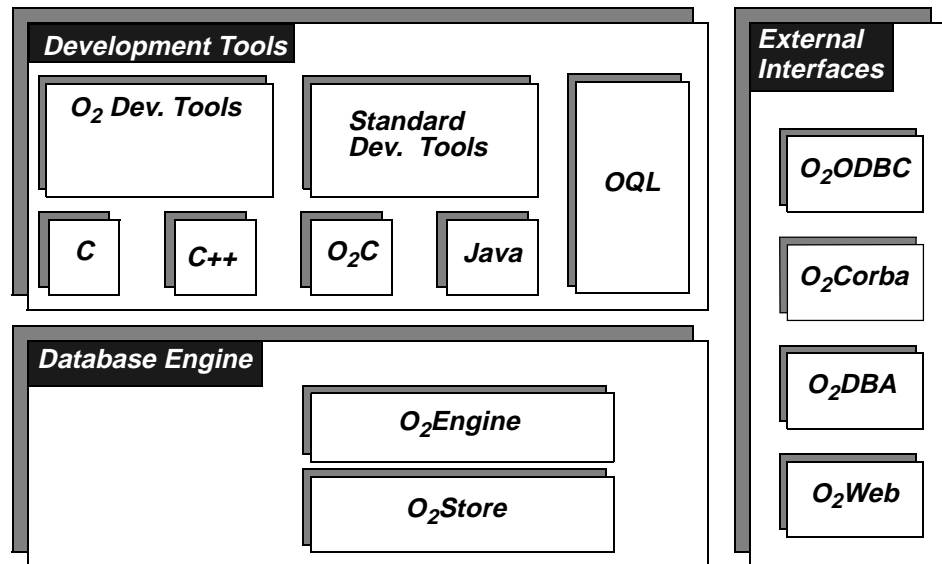 Development Tools
O2 Dev. Tools
Standard
Dev. Tools
OQL
C
C++
O2C
Java
Database Engine
O2Engine
O2Store
External
Interfaces
O2ODBC
O2Corba
O2DBA
O2Web